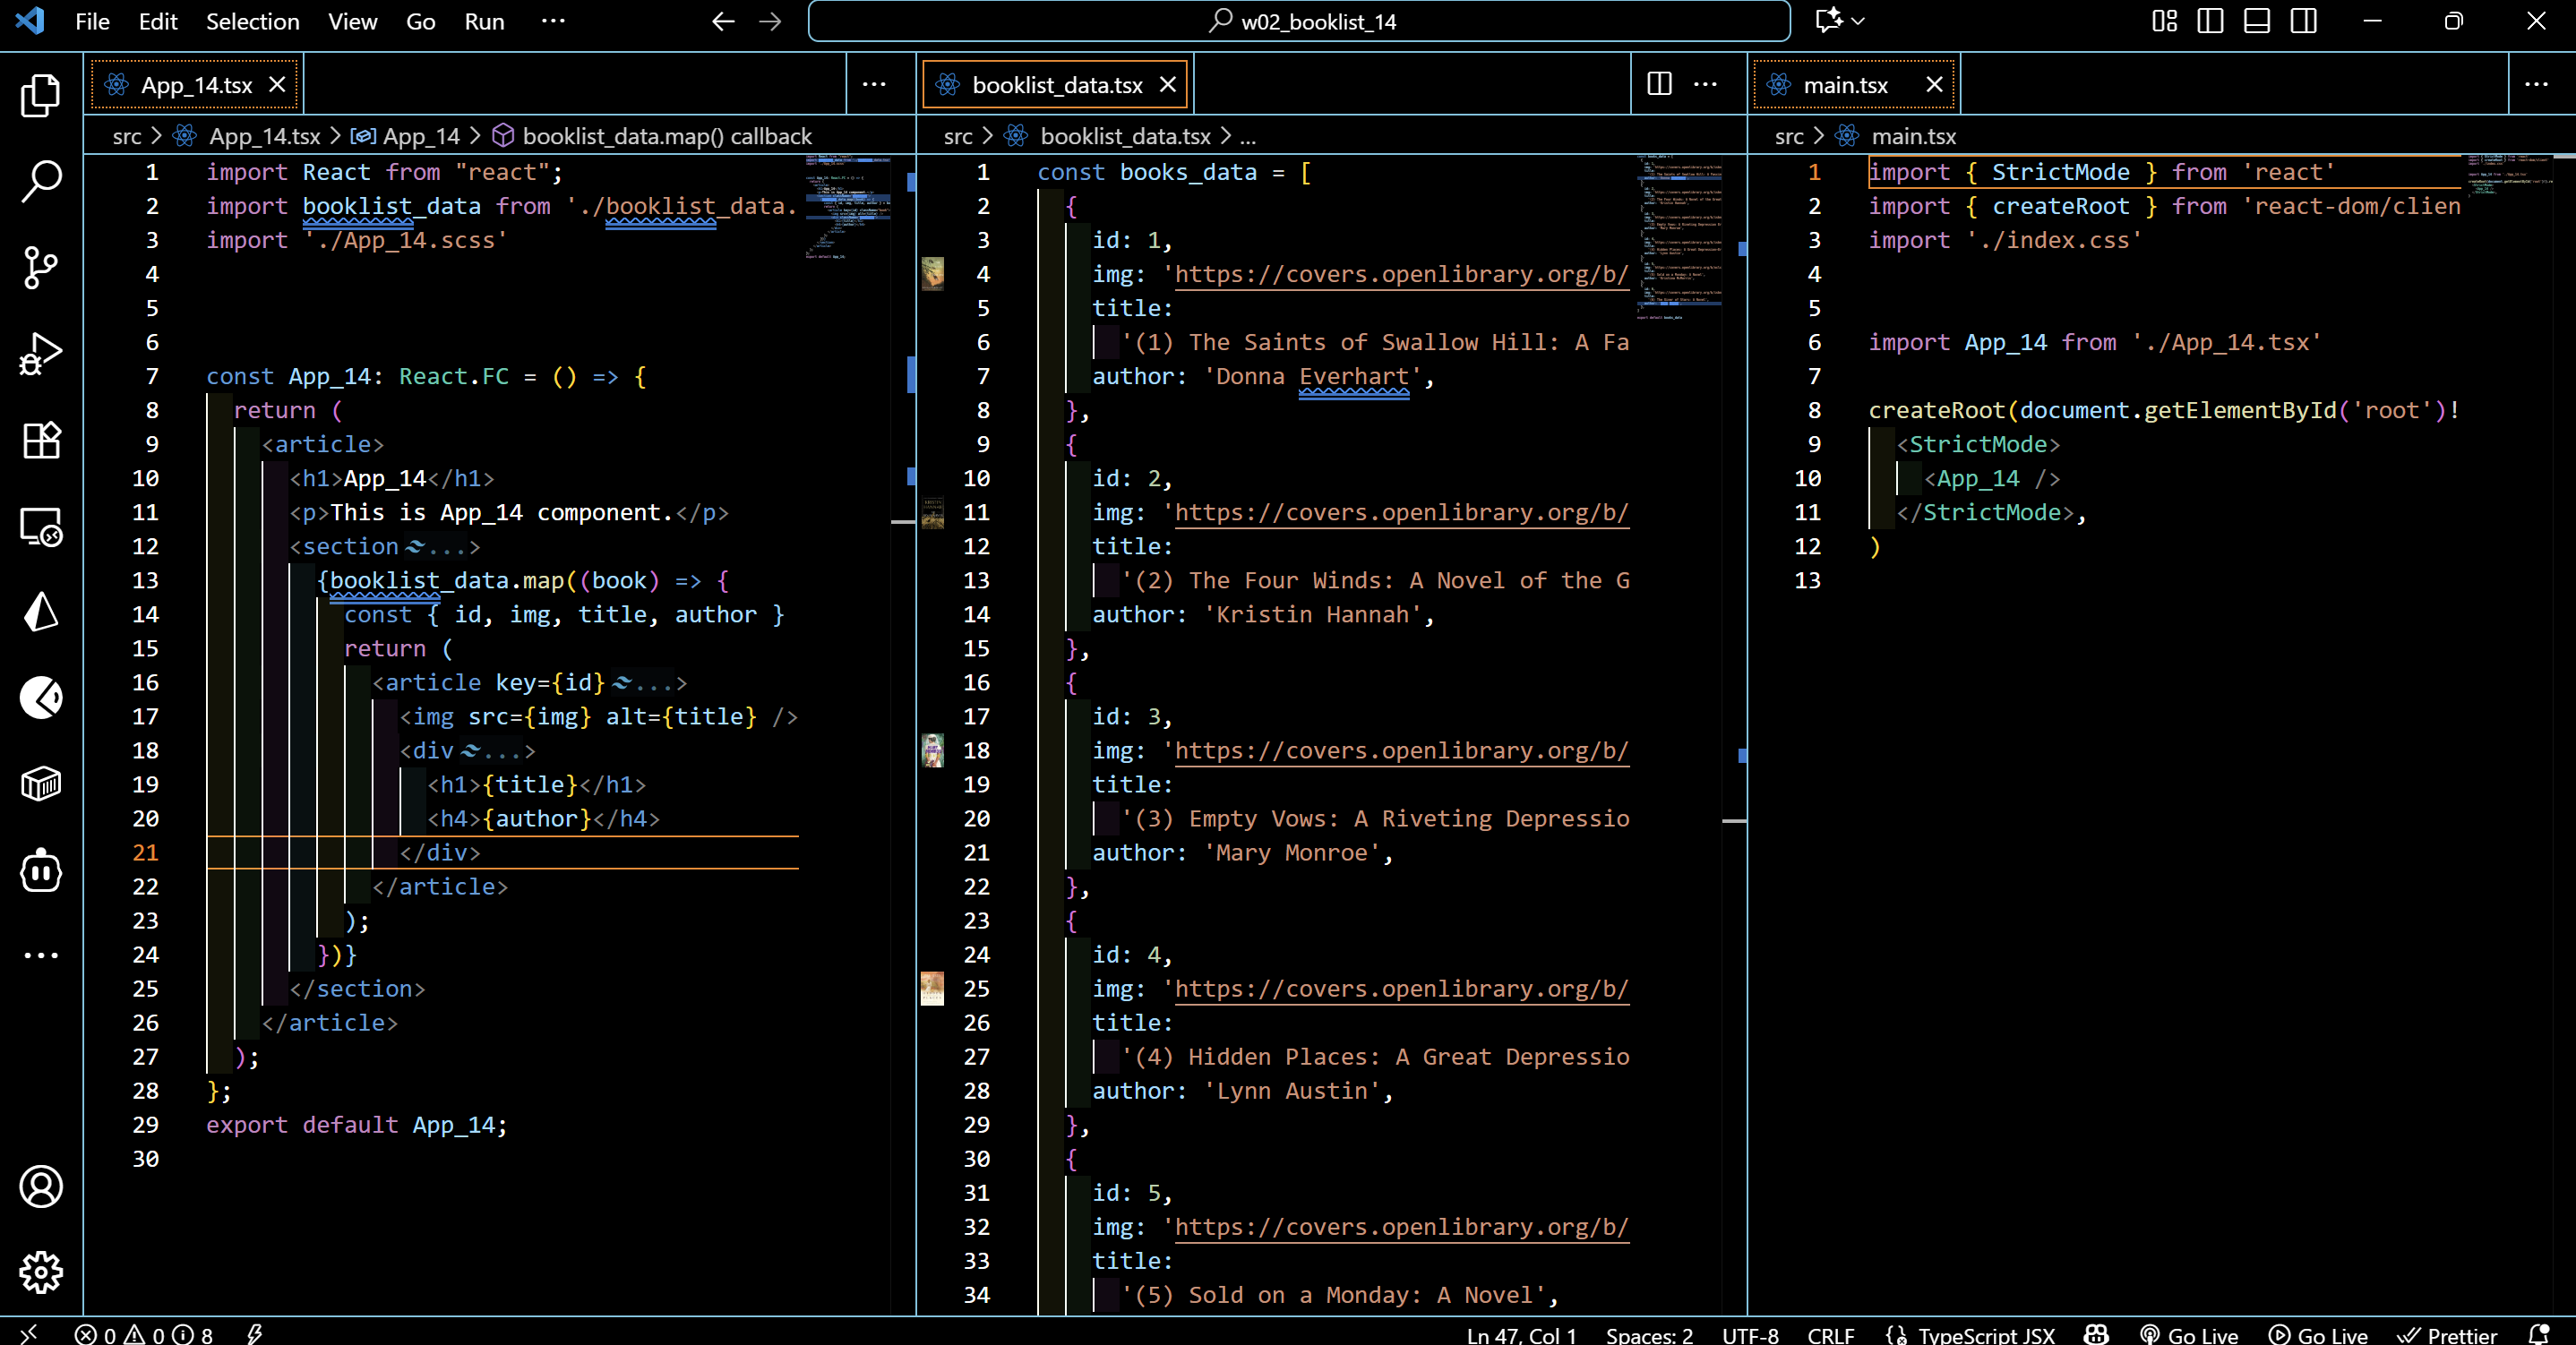 File Edit Selection View Go Run ··· w02_booklist_14
App_14.tsx
src > App_14.tsx > App_14 > booklist_data.map() callback
1 import React from "react";
2 import booklist_data from './booklist_data.
3 import './App_14.scss'
4
5
6
7 const App_14: React.FC = () => {
8 return (
9 <article>
10 <h1>App_14</h1>
11 <p>This is App_14 component.</p>
12 <section...>
13 {booklist_data.map((book) => {
14 const { id, img, title, author }
15 return (
16 <article key={id}...>
17 <img src={img} alt={title} />
18 <div...>
19 <h1>{title}</h1>
20 <h4>{author}</h4>
21 </div>
22 </article>
23 );
24 })}
25 </section>
26 </article>
27 );
28 };
29 export default App_14;
30
booklist_data.tsx
src > booklist_data.tsx > ...
1 const books_data = [
2 {
3 id: 1,
4 img: 'https://covers.openlibrary.org/b/
5 title:
6 '(1) The Saints of Swallow Hill: A Fa
7 author: 'Donna Everhart',
8 },
9 {
10 id: 2,
11 img: 'https://covers.openlibrary.org/b/
12 title:
13 '(2) The Four Winds: A Novel of the G
14 author: 'Kristin Hannah',
15 },
16 {
17 id: 3,
18 img: 'https://covers.openlibrary.org/b/
19 title:
20 '(3) Empty Vows: A Riveting Depressio
21 author: 'Mary Monroe',
22 },
23 {
24 id: 4,
25 img: 'https://covers.openlibrary.org/b/
26 title:
27 '(4) Hidden Places: A Great Depressio
28 author: 'Lynn Austin',
29 },
30 {
31 id: 5,
32 img: 'https://covers.openlibrary.org/b/
33 title:
34 '(5) Sold on a Monday: A Novel',
main.tsx
src > main.tsx
1 import { StrictMode } from 'react'
2 import { createRoot } from 'react-dom/clien
3 import './index.css'
4
5
6 import App_14 from './App_14.tsx'
7
8 createRoot(document.getElementById('root')!
9 <StrictMode>
10 <App_14 />
11 </StrictMode>,
12 )
13
0 0 8 Ln 47, Col 1 Spaces: 2 UTF-8 CRLF TypeScript JSX Go Live Go Live Prettier